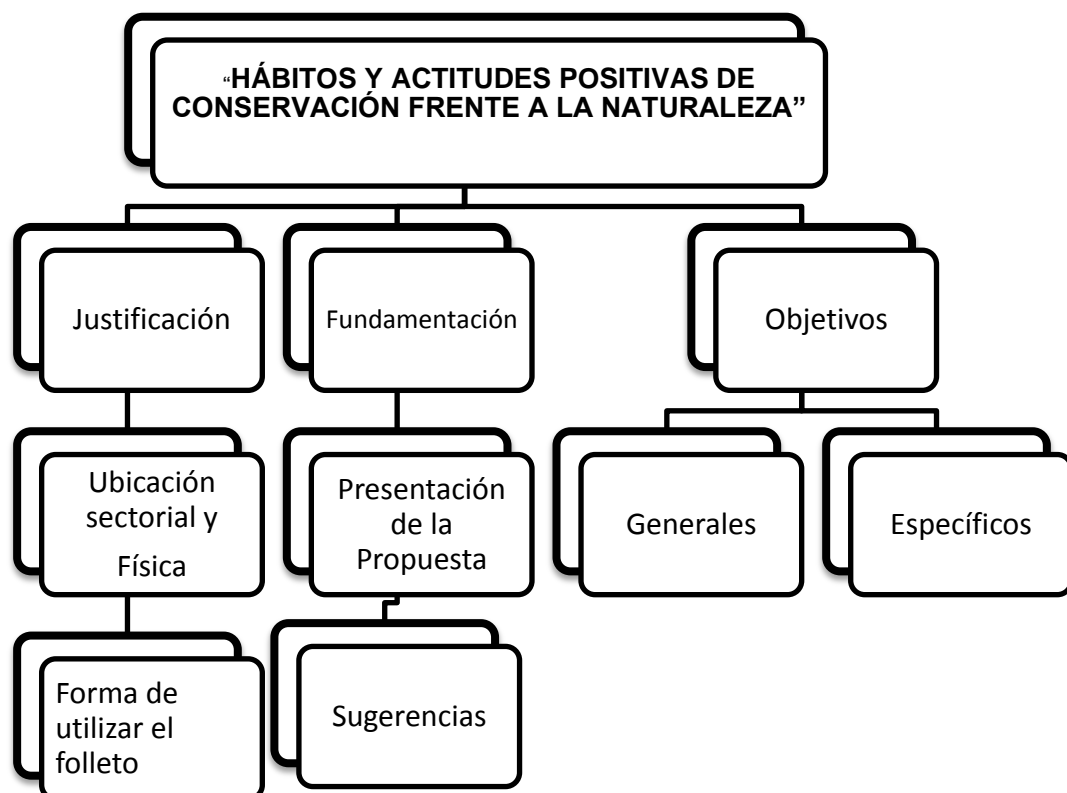 “HÁBITOS Y ACTITUDES POSITIVAS DE
CONSERVACIÓN FRENTE A LA NATURALEZA”
Justificación
Fundamentación
Objetivos
Ubicación
sectorial y
Física
Presentación
de la
Propuesta
Generales
Específicos
Forma de
utilizar el
folleto
Sugerencias